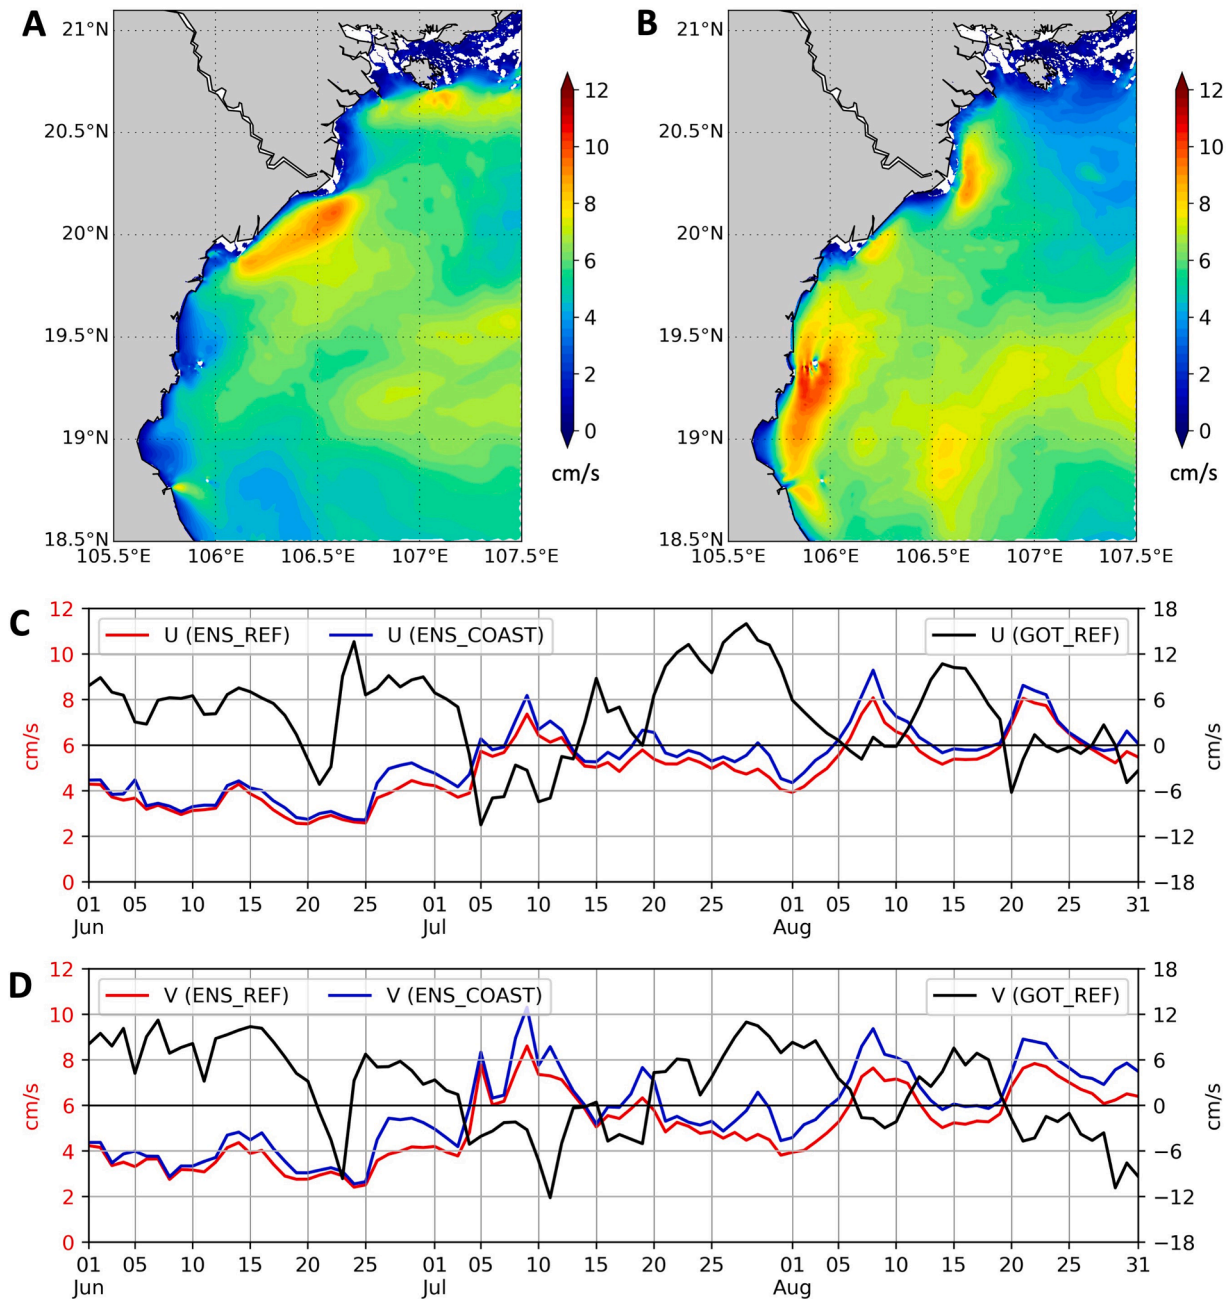 A
21°N
20.5°N
20°N
19.5°N
19°N
18.5°N
105.5°E 106°E 106.5°E 107°E 107.5°E
12
10
8
6
4
2
0
cm/s
B
21°N
20.5°N
20°N
19.5°N
19°N
18.5°N
105.5°E 106°E 106.5°E 107°E 107.5°E
12
10
8
6
4
2
0
cm/s
C
U (ENS_REF) U (ENS_COAST) U (GOT_REF)
12
10
8
6
4
2
0
cm/s
18
12
6
0
−6
−12
−18
cm/s
01 05 10 15 20 25 01 05 10 15 20 25 01 05 10 15 20 25 31
Jun Jul Aug
D
V (ENS_REF) V (ENS_COAST) V (GOT_REF)
12
10
8
6
4
2
0
cm/s
18
12
6
0
−6
−12
−18
cm/s
01 05 10 15 20 25 01 05 10 15 20 25 01 05 10 15 20 25 31
Jun Jul Aug